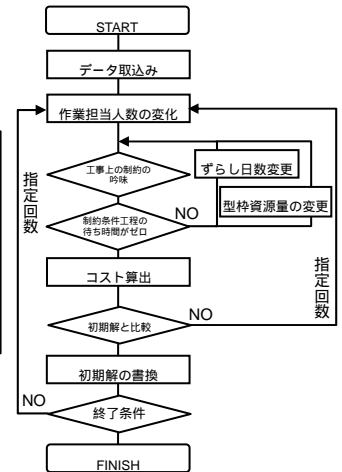 START
データ取込み
作業担当人数の変化
工事上の制約の
吟味
ずらし日数変更
型枠資源量の変更
指定回数
制約条件工程の
待ち時間がゼロ
NO
コスト算出
指定回数
初期解と比較
NO
初期解の書換
NO
終了条件
FINISH